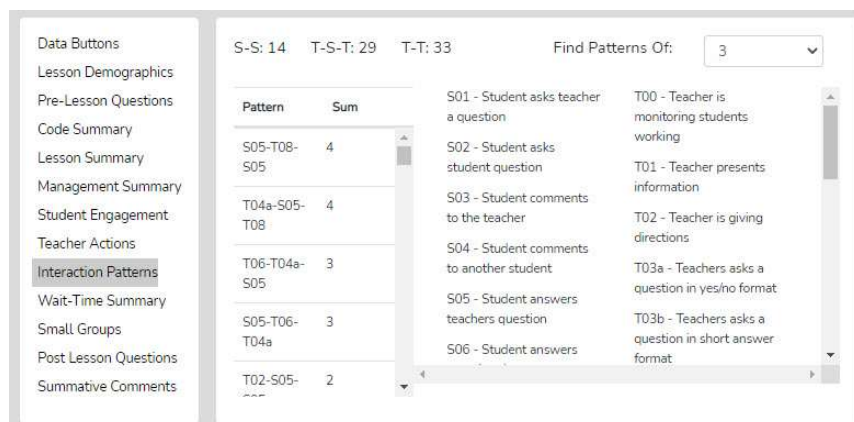 Data Buttons
Lesson Demographics
Pre-Lesson Questions
Code Summary
Lesson Summary
Management Summary
Student Engagement
Teacher Actions
Interaction Patterns
Wait-Time Summary
Small Groups
Post Lesson Questions
Summative Comments
S-S: 14 T-S-T: 29 T-T: 33 Find Patterns Of: 3
Pattern Sum
S05-T08-
S05 4
T04a-S05-
T08 4
T06-T04a-
S05 3
S05-T06-
T04a 3
T02-S05- 2
S01 - Student asks teacher
a question
S02 - Student asks
student question
S03 - Student comments
to the teacher
S04 - Student comments
to another student
S05 - Student answers
teachers question
S06 - Student answers
T00 - Teacher is
monitoring students
working
T01 - Teacher presents
information
T02 - Teacher is giving
directions
T03a - Teachers asks a
question in yes/no format
T03b - Teachers asks a
question in short answer
format